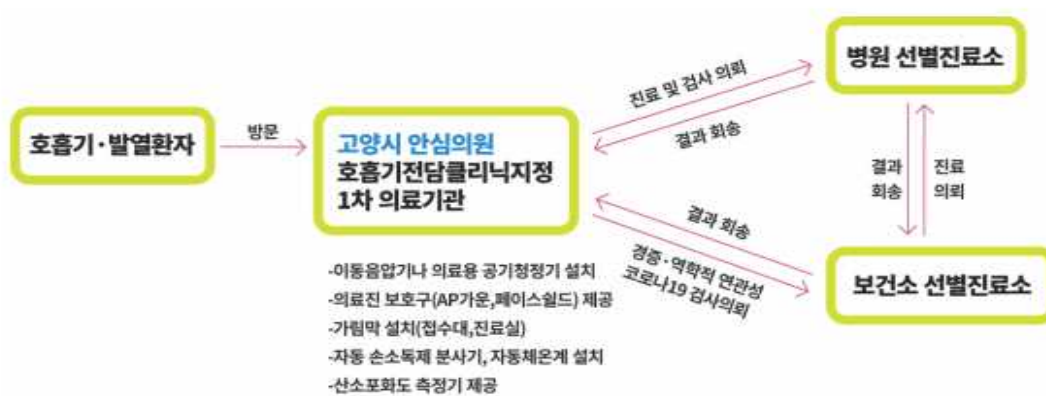 호흡기·발열환자
방문
고양시 안심의원
호흡기전담클리닉지정
1차 의료기관
-이동음압기나 의료용 공기청정기 설치
-의료진 보호구(AP가운,페이스쉴드) 제공
-가림막 설치(접수대,진료실)
-자동 손소독제 분사기, 자동체온계 설치
-산소포화도 측정기 제공
진료 및 검사 의뢰
결과 회송
결과 회송
경증·역학적 연관성
코로나19 검사의뢰
병원 선별진료소
결과
회송
진료
의뢰
보건소 선별진료소